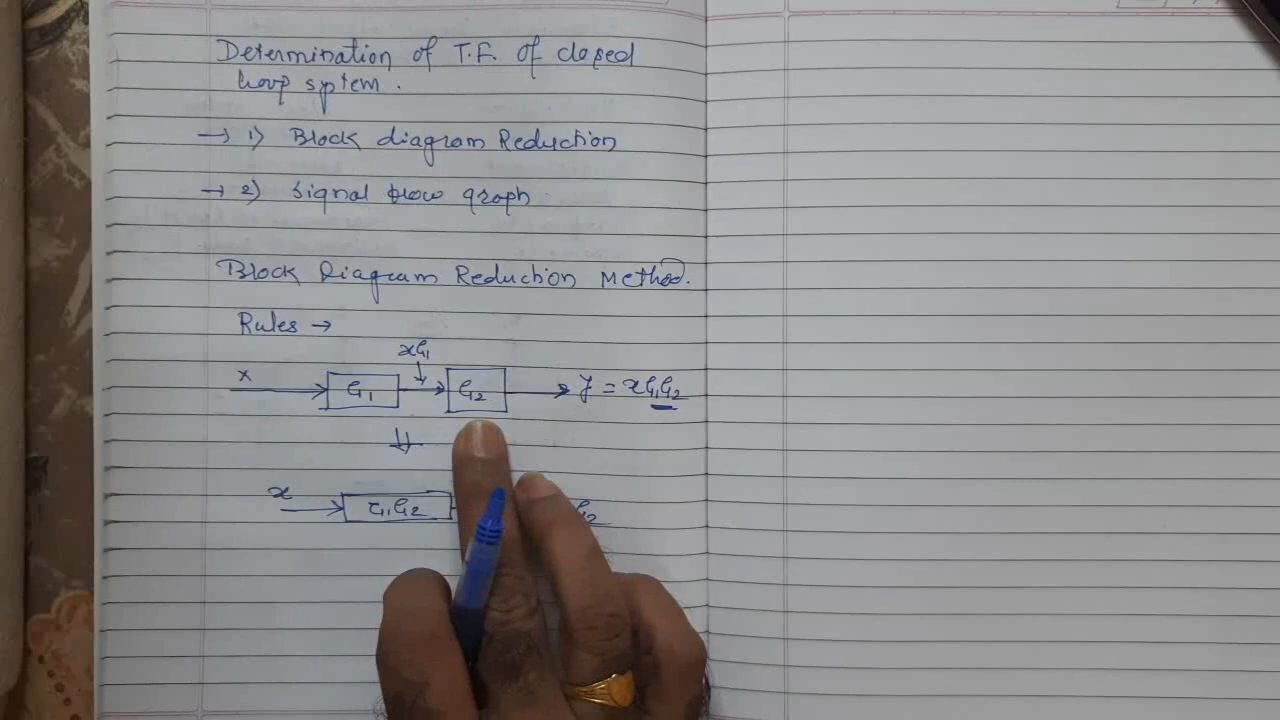 Determination of T.F. of closed
loop system.
→ 1) Block diagram Reduction
→ 2) Signal flow graph
Block Diagram Reduction Method.
Rules →
xG1
x G1 G2 y = xG1G2
x G1G2 G2